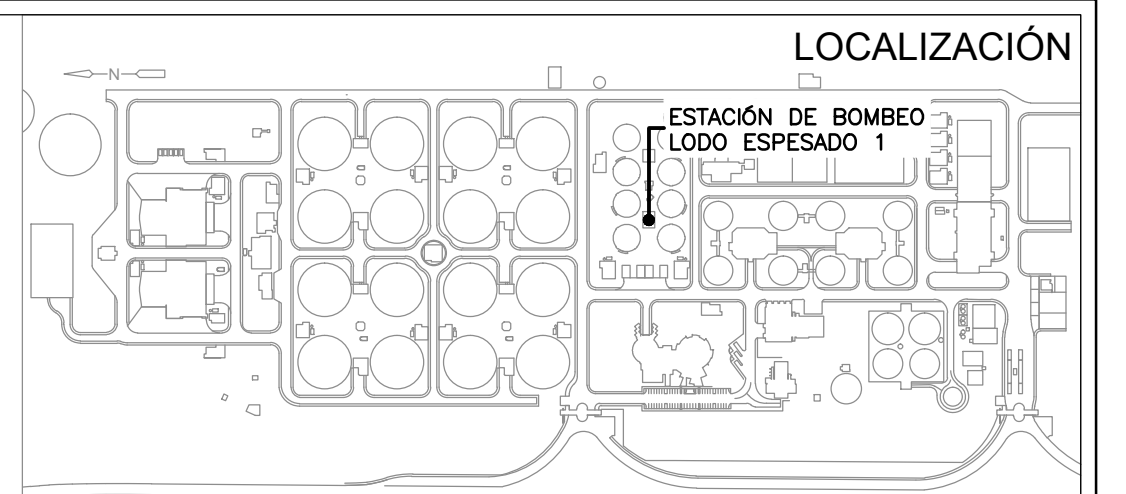 LOCALIZACIÓN
N
ESTACIÓN DE BOMBEO
LODO ESPESADO 1